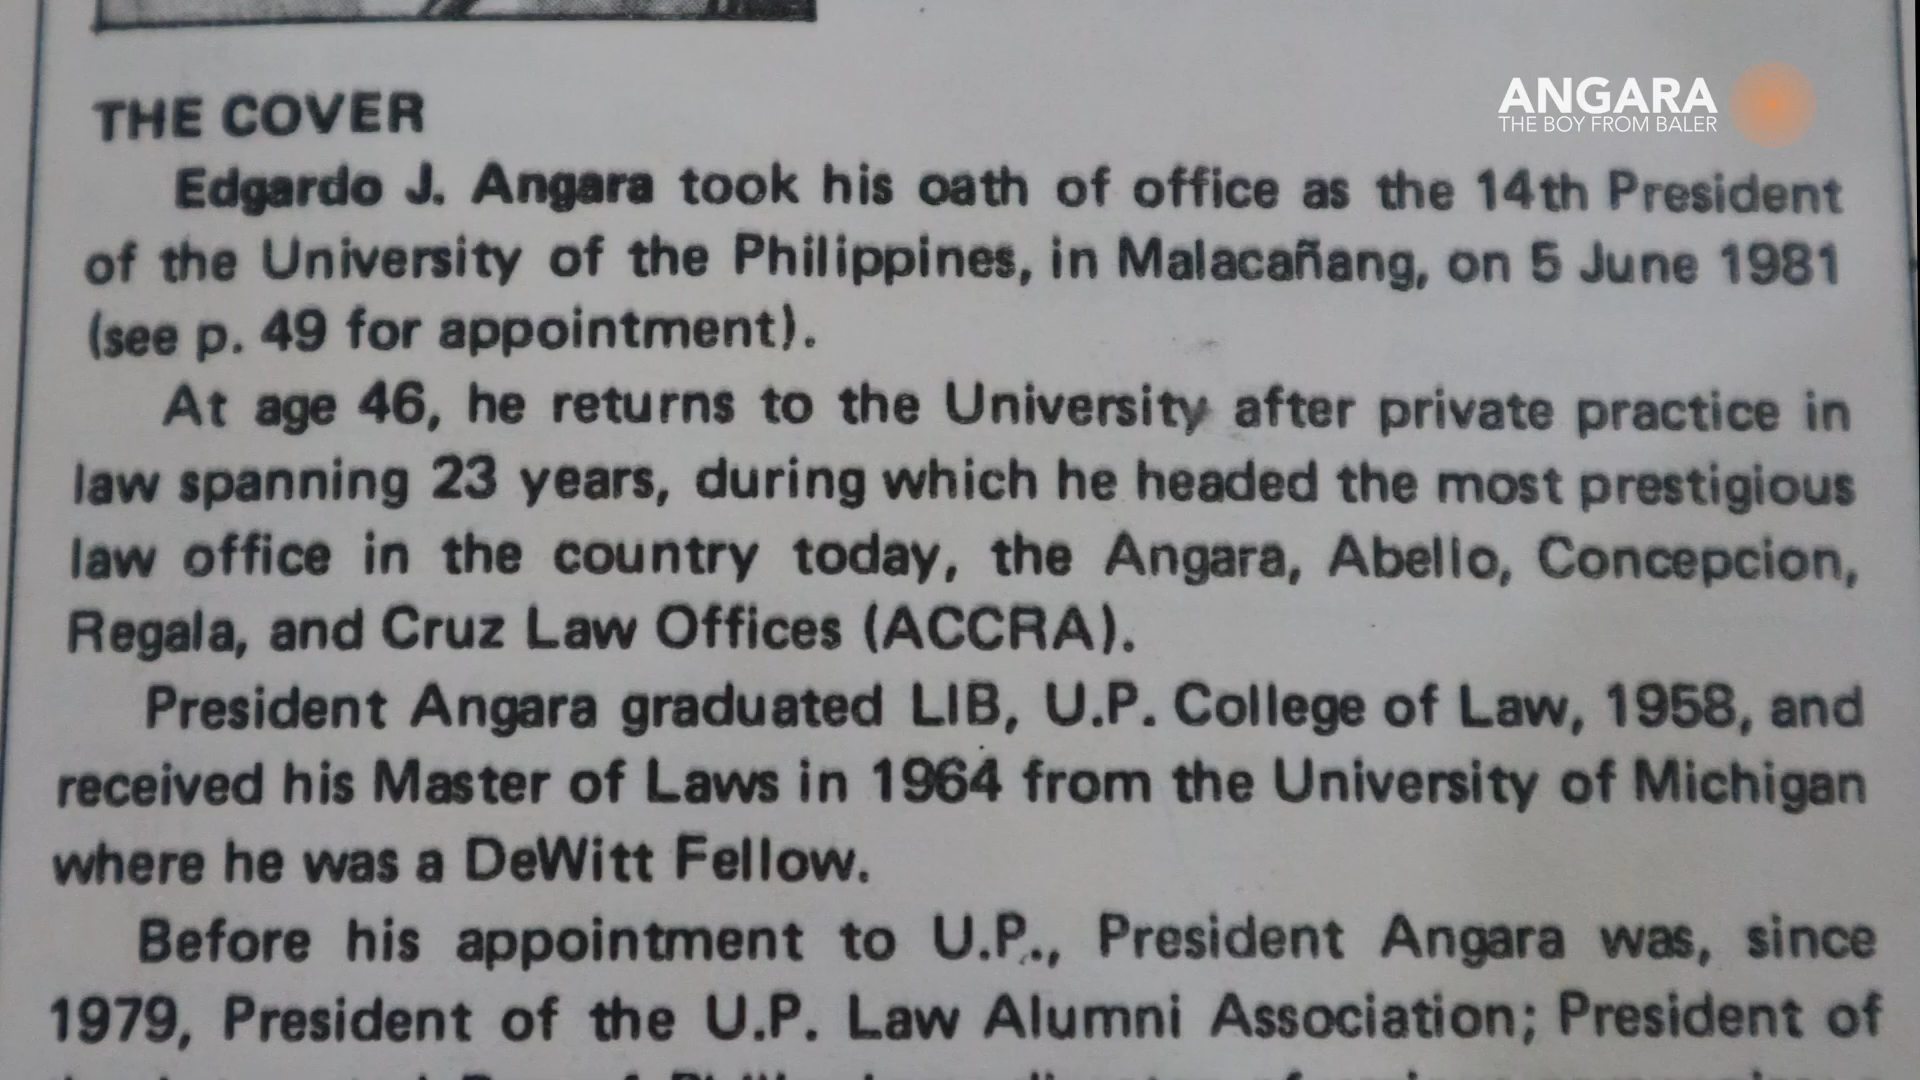 ANGARA
THE BOY FROM BALER
THE COVER
Edgardo J. Angara took his oath of office as the 14th President
of the University of the Philippines, in Malacañang, on 5 June 1981
(see p. 49 for appointment).
At age 46, he returns to the University after private practice in
law spanning 23 years, during which he headed the most prestigious
law office in the country today, the Angara, Abello, Concepcion,
Regala, and Cruz Law Offices (ACCRA).
President Angara graduated LlB, U.P. College of Law, 1958, and
received his Master of Laws in 1964 from the University of Michigan
where he was a DeWitt Fellow.
Before his appointment to U.P., President Angara was, since
1979, President of the U.P. Law Alumni Association; President of